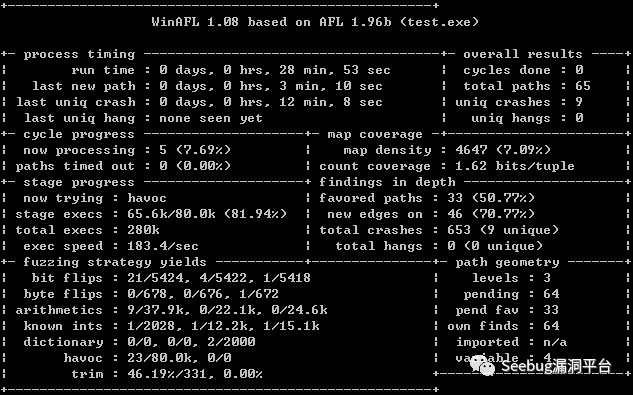 WinAFL 1.08 based on AFL 1.96b (test.exe)
process timing overall results
run time : 0 days, 0 hrs, 28 min, 53 sec cycles done : 0
last new path : 0 days, 0 hrs, 3 min, 10 sec total paths : 65
last uniq crash : 0 days, 0 hrs, 12 min, 8 sec uniq crashes : 9
last uniq hang : none seen yet uniq hangs : 0
cycle progress map coverage
now processing : 5 (7.69%) map density : 4647 (7.09%)
paths timed out : 0 (0.00%) count coverage : 1.62 bits/tuple
stage progress findings in depth
now trying : havoc favored paths : 33 (50.77%)
stage execs : 65.6k/80.0k (81.94%) new edges on : 46 (70.77%)
total execs : 280k total crashes : 653 (9 unique)
exec speed : 183.4/sec total hangs : 0 (0 unique)
fuzzing strategy yields path geometry
bit flips : 21/5424, 4/5422, 1/5418 levels : 3
byte flips : 0/678, 0/676, 1/672 pending : 64
arithmetics : 9/37.9k, 0/22.1k, 0/24.6k pend fav : 33
known ints : 1/2028, 1/12.2k, 1/15.1k own finds : 64
dictionary : 0/0, 0/0, 2/2000 imported : n/a
havoc : 23/80.0k, 0/0 variable : 4
trim : 46.19%/331, 0.00%
Seebug漏洞平台